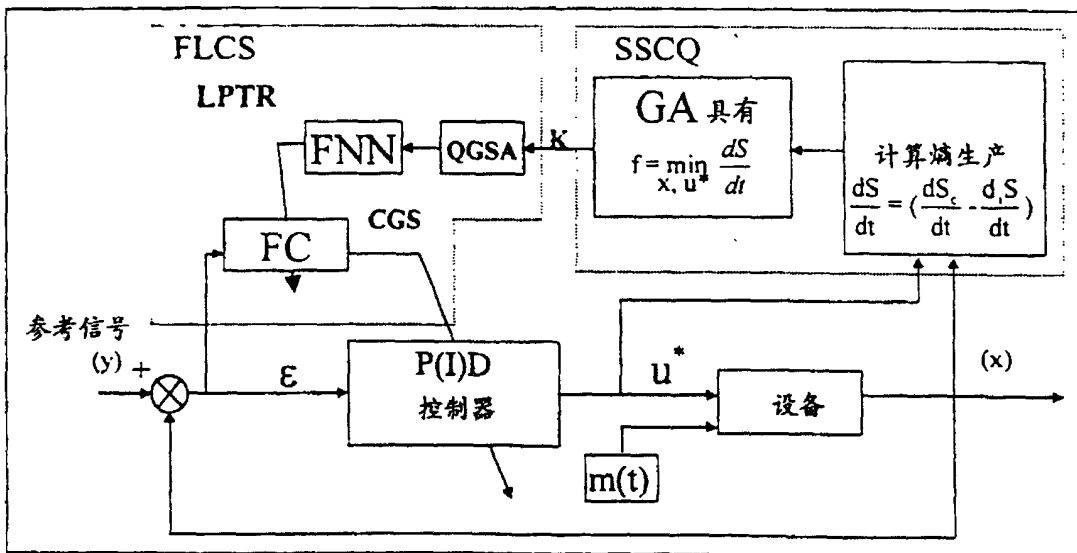 FLCS
LPTR
FNN
QGSA
K
SSCQ
GA 具有
f = min dS/dt
x, u*
计算熵生产
dS/dt = (dS_c/dt - d_iS/dt)
CGS
FC
参考信号
(y)
+
ε
P(I)D
控制器
u*
设备
(x)
m(t)